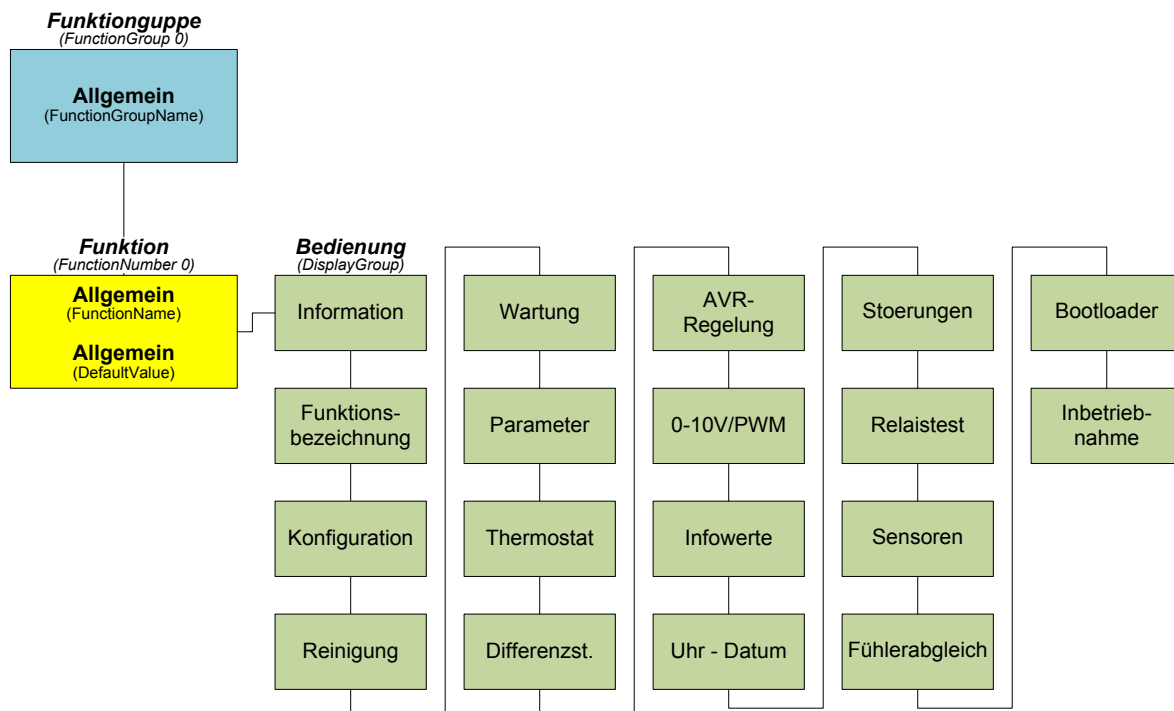 Funktionguppe
(FunctionGroup 0)
Allgemein
(FunctionGroupName)
Funktion
(FunctionNumber 0)
Allgemein
(FunctionName)
Allgemein
(DefaultValue)
Bedienung
(DisplayGroup)
Information
Funktions-
bezeichnung
Konfiguration
Reinigung
Wartung
Parameter
Thermostat
Differenzst.
AVR-
Regelung
0-10V/PWM
Infowerte
Uhr - Datum
Stoerungen
Relaistest
Sensoren
Fühlerabgleich
Bootloader
Inbetrieb-
nahme